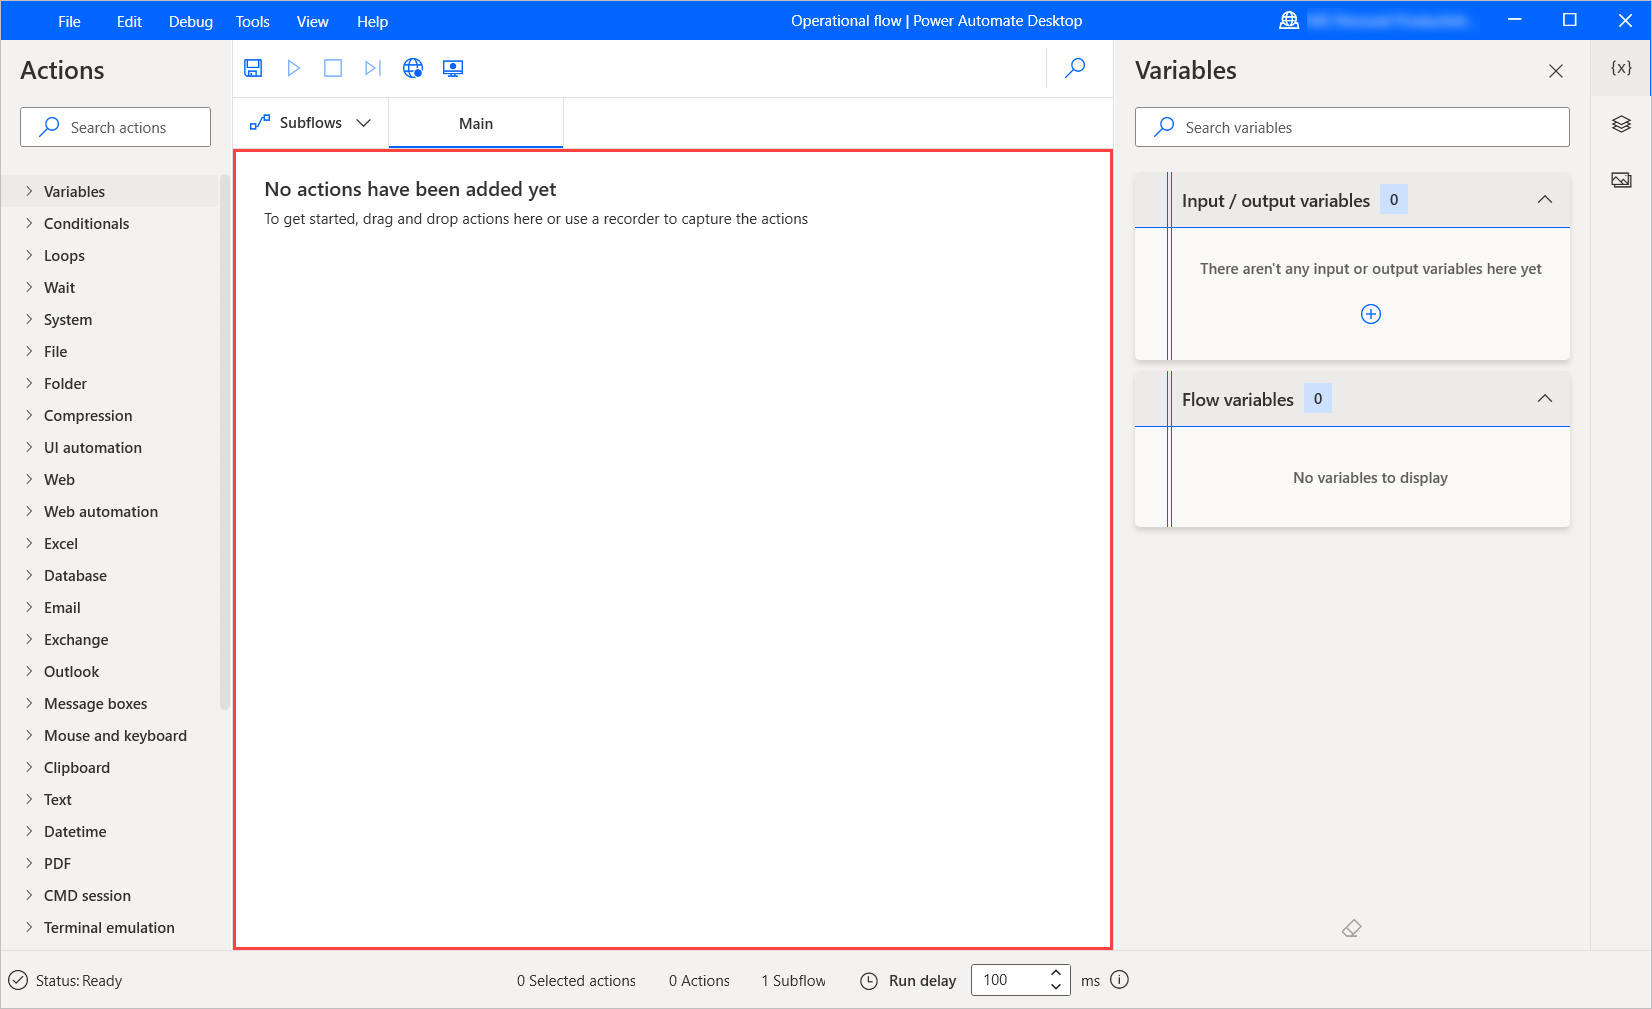 File Edit Debug Tools View Help
Operational flow | Power Automate Desktop
Actions
Search actions
Variables
Conditionals
Loops
Wait
System
File
Folder
Compression
UI automation
Web
Web automation
Excel
Database
Email
Exchange
Outlook
Message boxes
Mouse and keyboard
Clipboard
Text
Datetime
PDF
CMD session
Terminal emulation
Subflows
Main
No actions have been added yet
To get started, drag and drop actions here or use a recorder to capture the actions
Variables
{x}
Search variables
Input / output variables 0
There aren't any input or output variables here yet
Flow variables 0
No variables to display
Status: Ready
0 Selected actions
0 Actions
1 Subflow
Run delay 100 ms